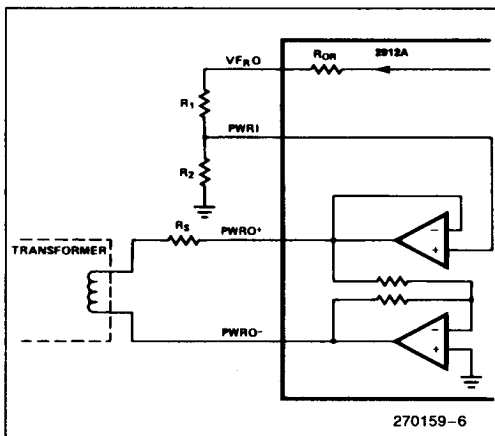 VFRO
ROR
2912A
R1
PWRI
R2
RS
PWRO+
TRANSFORMER
-
+
PWRO-
-
+
270159-6